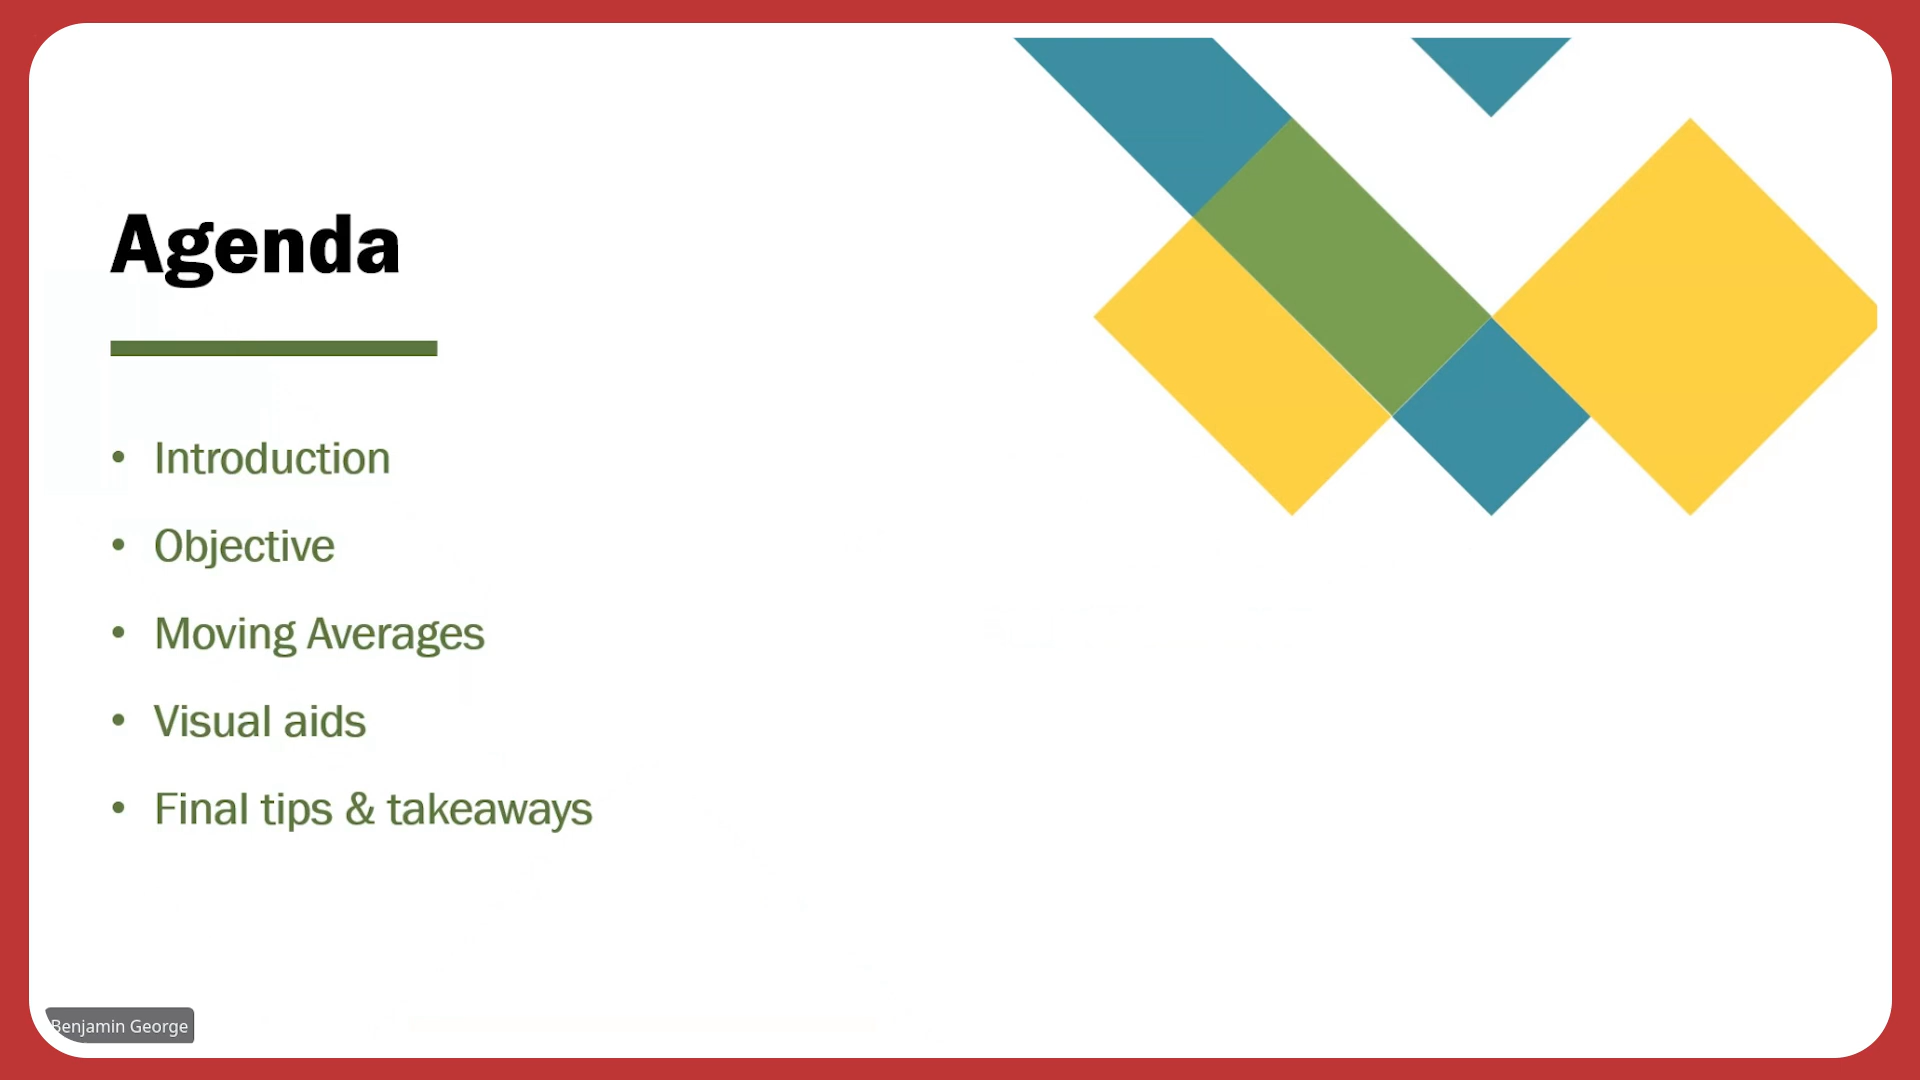 Agenda
• Introduction
• Objective
• Moving Averages
• Visual aids
• Final tips & takeaways
Benjamin George